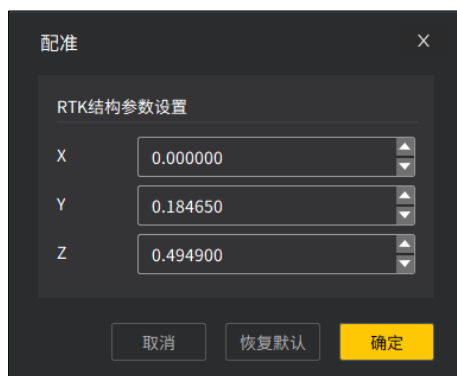 配准 X
RTK结构参数设置
X 0.000000
Y 0.184650
Z 0.494900
取消 恢复默认 确定